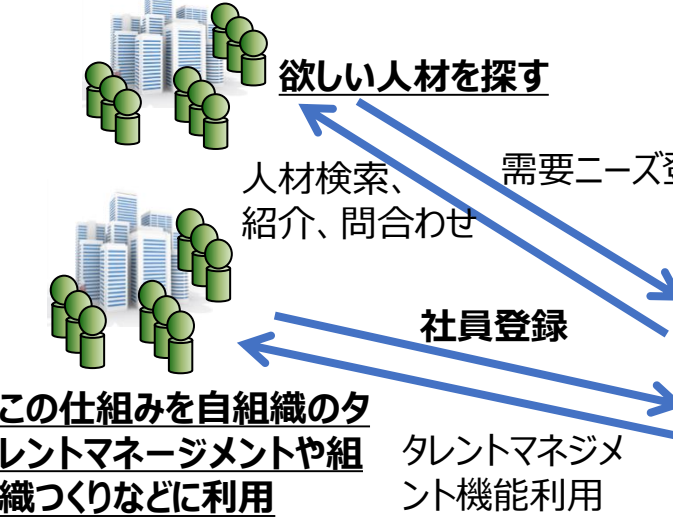 欲しい人材を探す
人材検索、
紹介、問合わせ
需要ニーズ
社員登録
この仕組みを自組織のタ
レントマネージメントや組
織つくりなどに利用
タレントマネジメ
ント機能利用